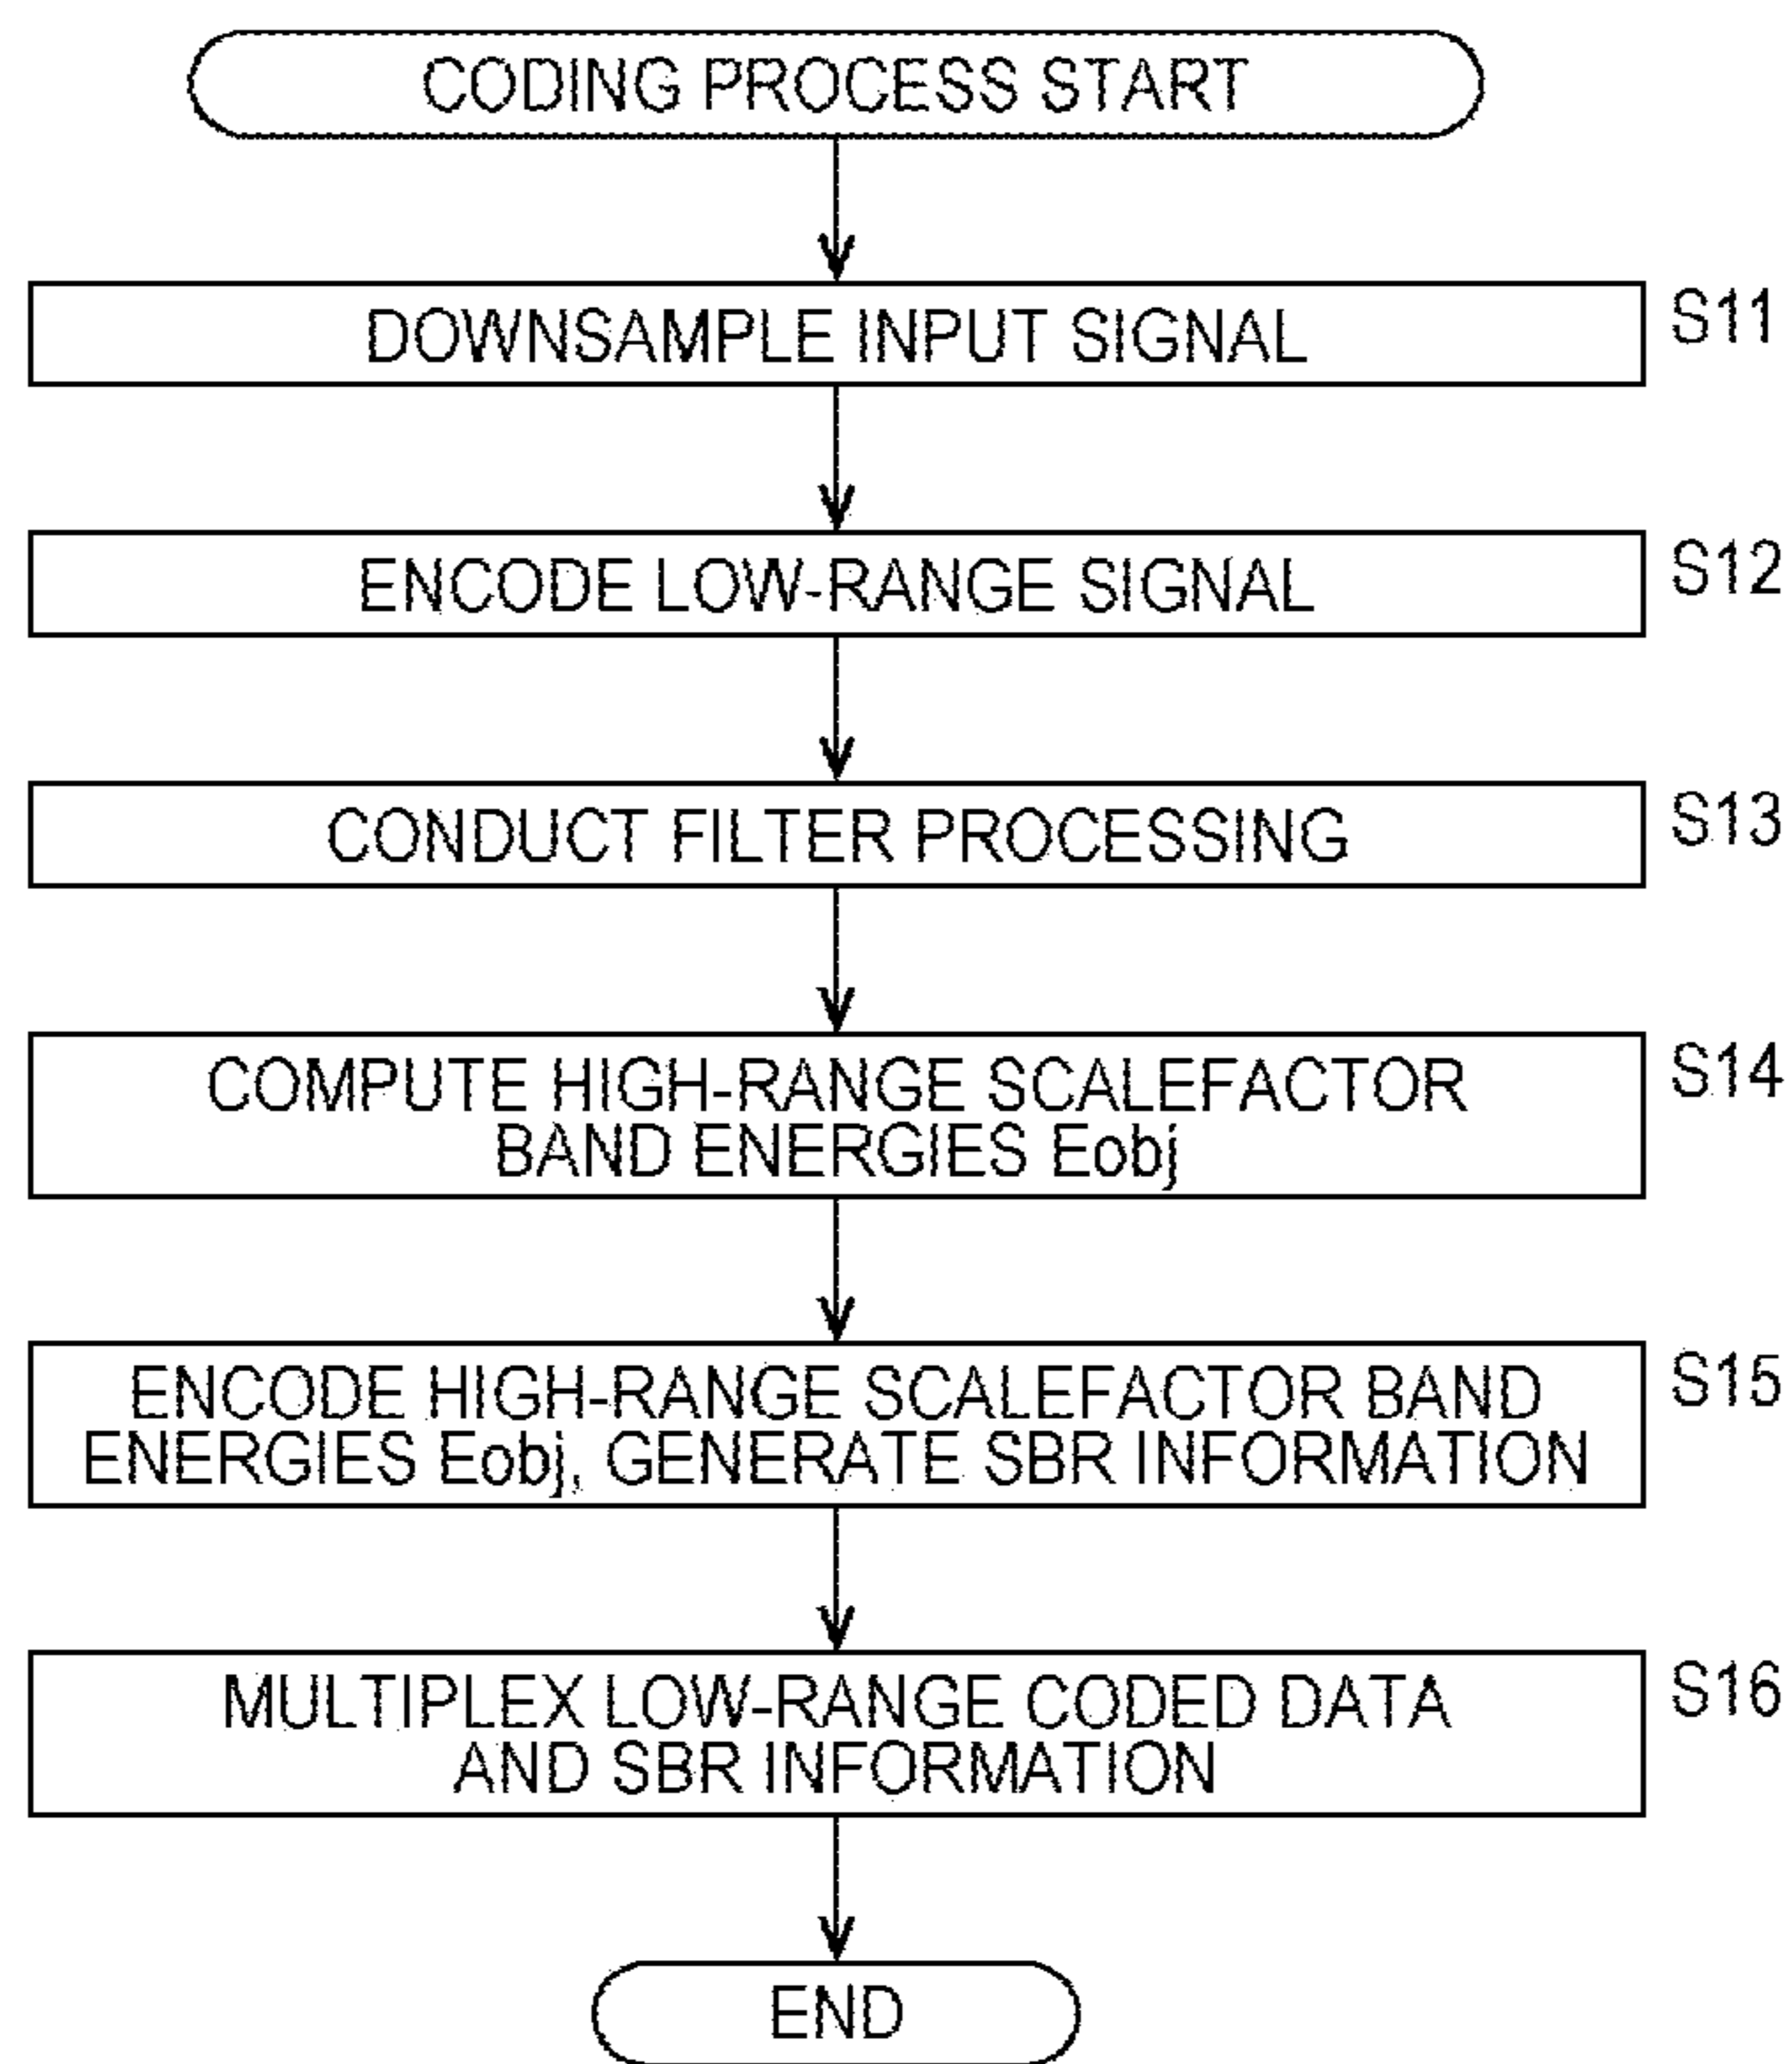 CODING PROCESS START
DOWNSAMPLE INPUT SIGNAL
S11
ENCODE LOW-RANGE SIGNAL
S12
CONDUCT FILTER PROCESSING
S13
COMPUTE HIGH-RANGE SCALEFACTOR
BAND ENERGIES Eobj
S14
ENCODE HIGH-RANGE SCALEFACTOR BAND
ENERGIES Eobj, GENERATE SBR INFORMATION
S15
MULTIPLEX LOW-RANGE CODED DATA
AND SBR INFORMATION
S16
END